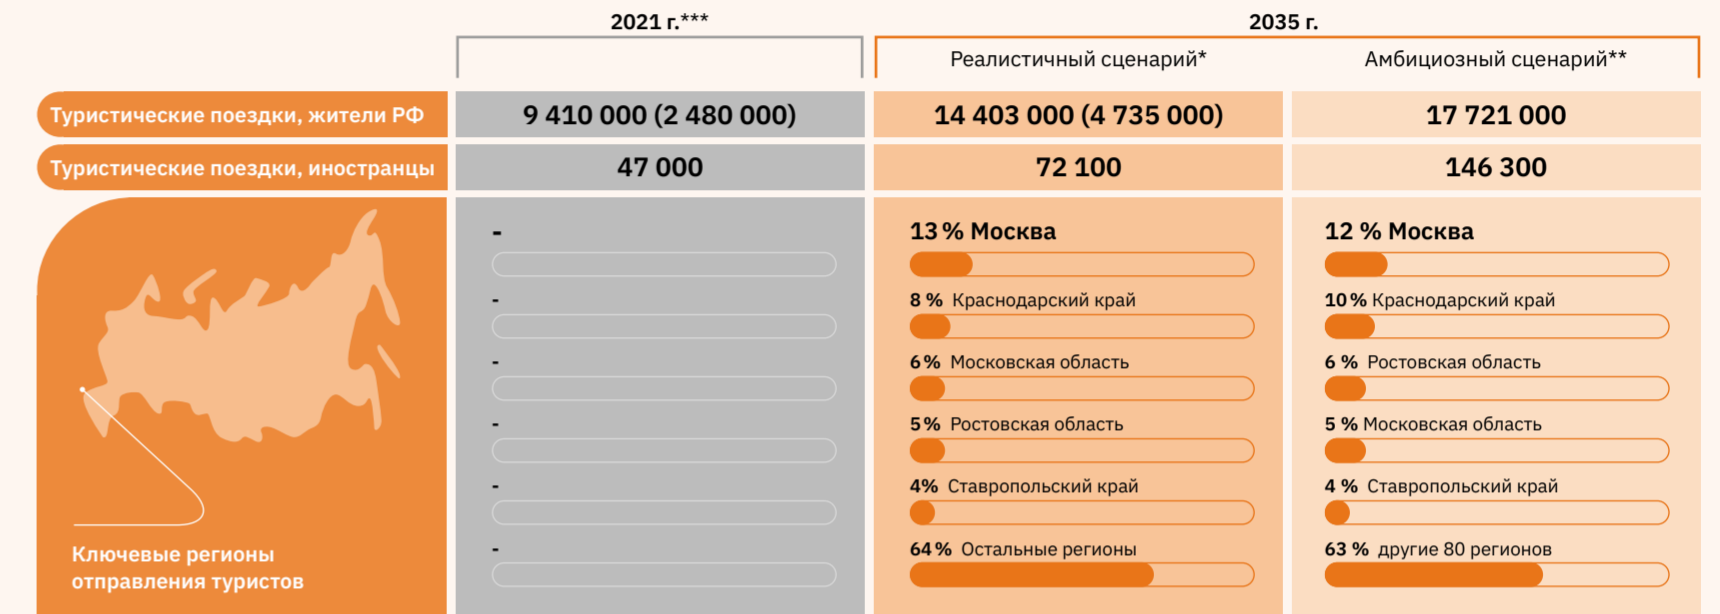 2021 г.***
2035 г.
Реалистичный сценарий*
Амбициозный сценарий**
Туристические поездки, жители РФ
9 410 000 (2 480 000)
14 403 000 (4 735 000)
17 721 000
Туристические поездки, иностранцы
47 000
72 100
146 300
Ключевые регионы
отправления туристов
-
-
-
-
-
-
13 % Москва
8 % Краснодарский край
6 % Московская область
5 % Ростовская область
4% Ставропольский край
64 % Остальные регионы
12 % Москва
10 % Краснодарский край
6 % Ростовская область
5 % Московская область
4 % Ставропольский край
63 % другие 80 регионов